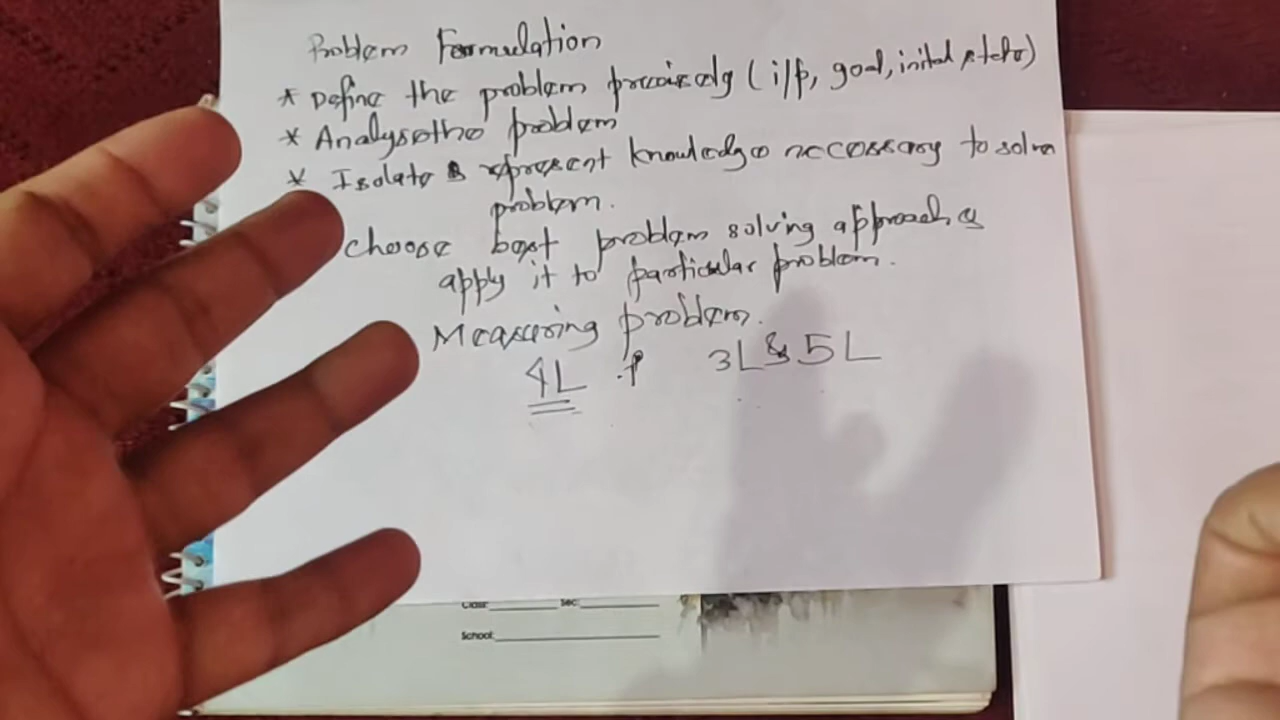 Problem Formulation
* Define the problem precisely (i/p, goal, initial state)
* Analyse the problem
* Isolate & represent knowledge necessary to solve
problem.
choose best problem solving approach &
apply it to particular problem.
Measuring problem.
4L 3L & 5L
Class: Sec:
School: